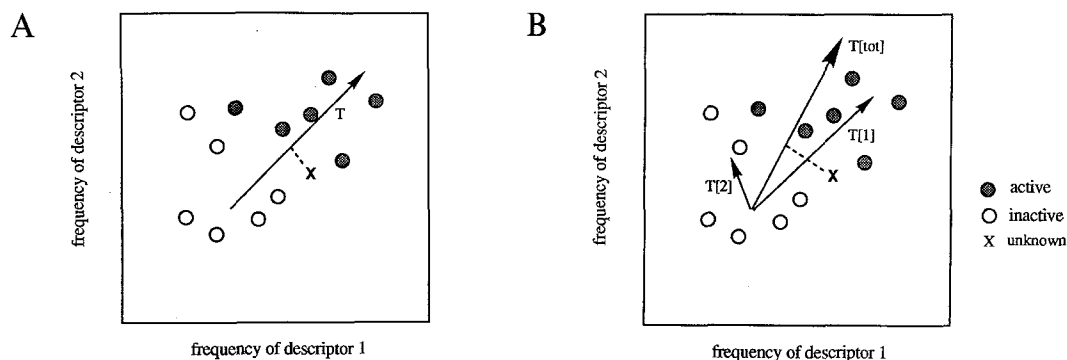 A
frequency of descriptor 2
T
X
frequency of descriptor 1
B
frequency of descriptor 2
T[tot]
T[1]
T[2]
X
frequency of descriptor 1
active
inactive
X unknown